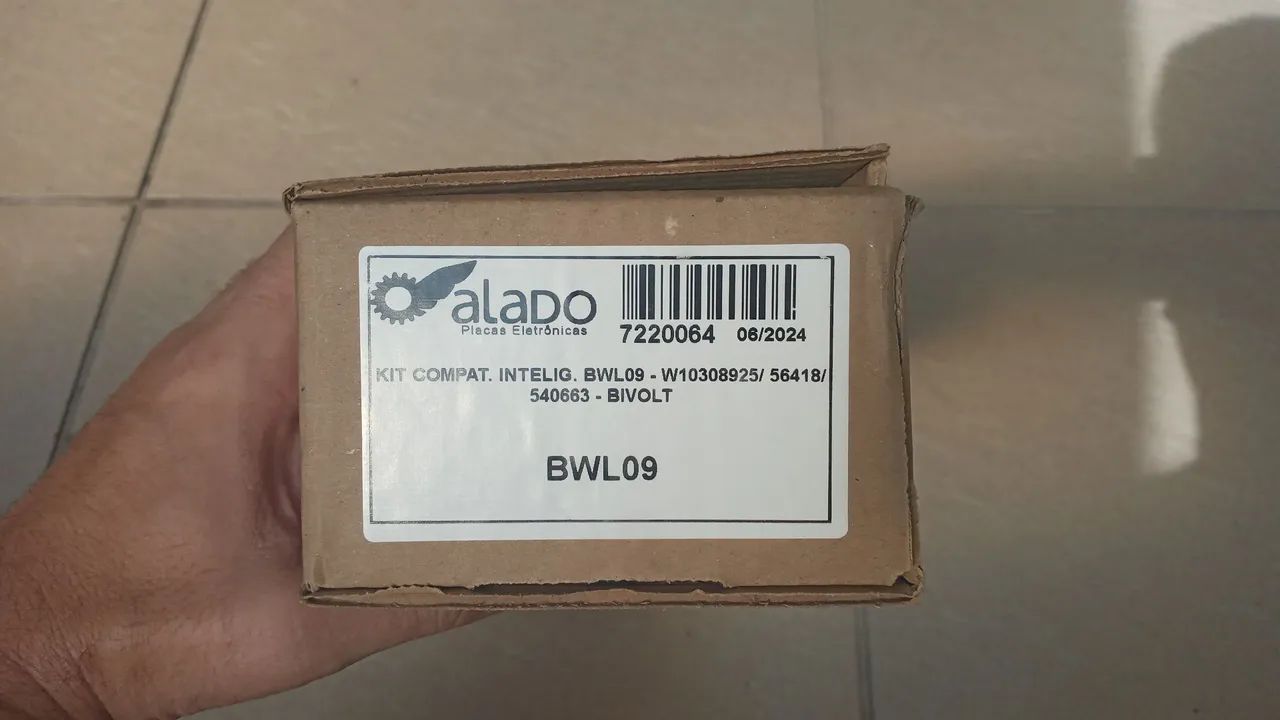 alado
Placas Eletrônicas
7220064 06/2024
KIT COMPAT. INTELIG. BWL09 - W10308925/ 56418/
540663 - BIVOLT
BWL09